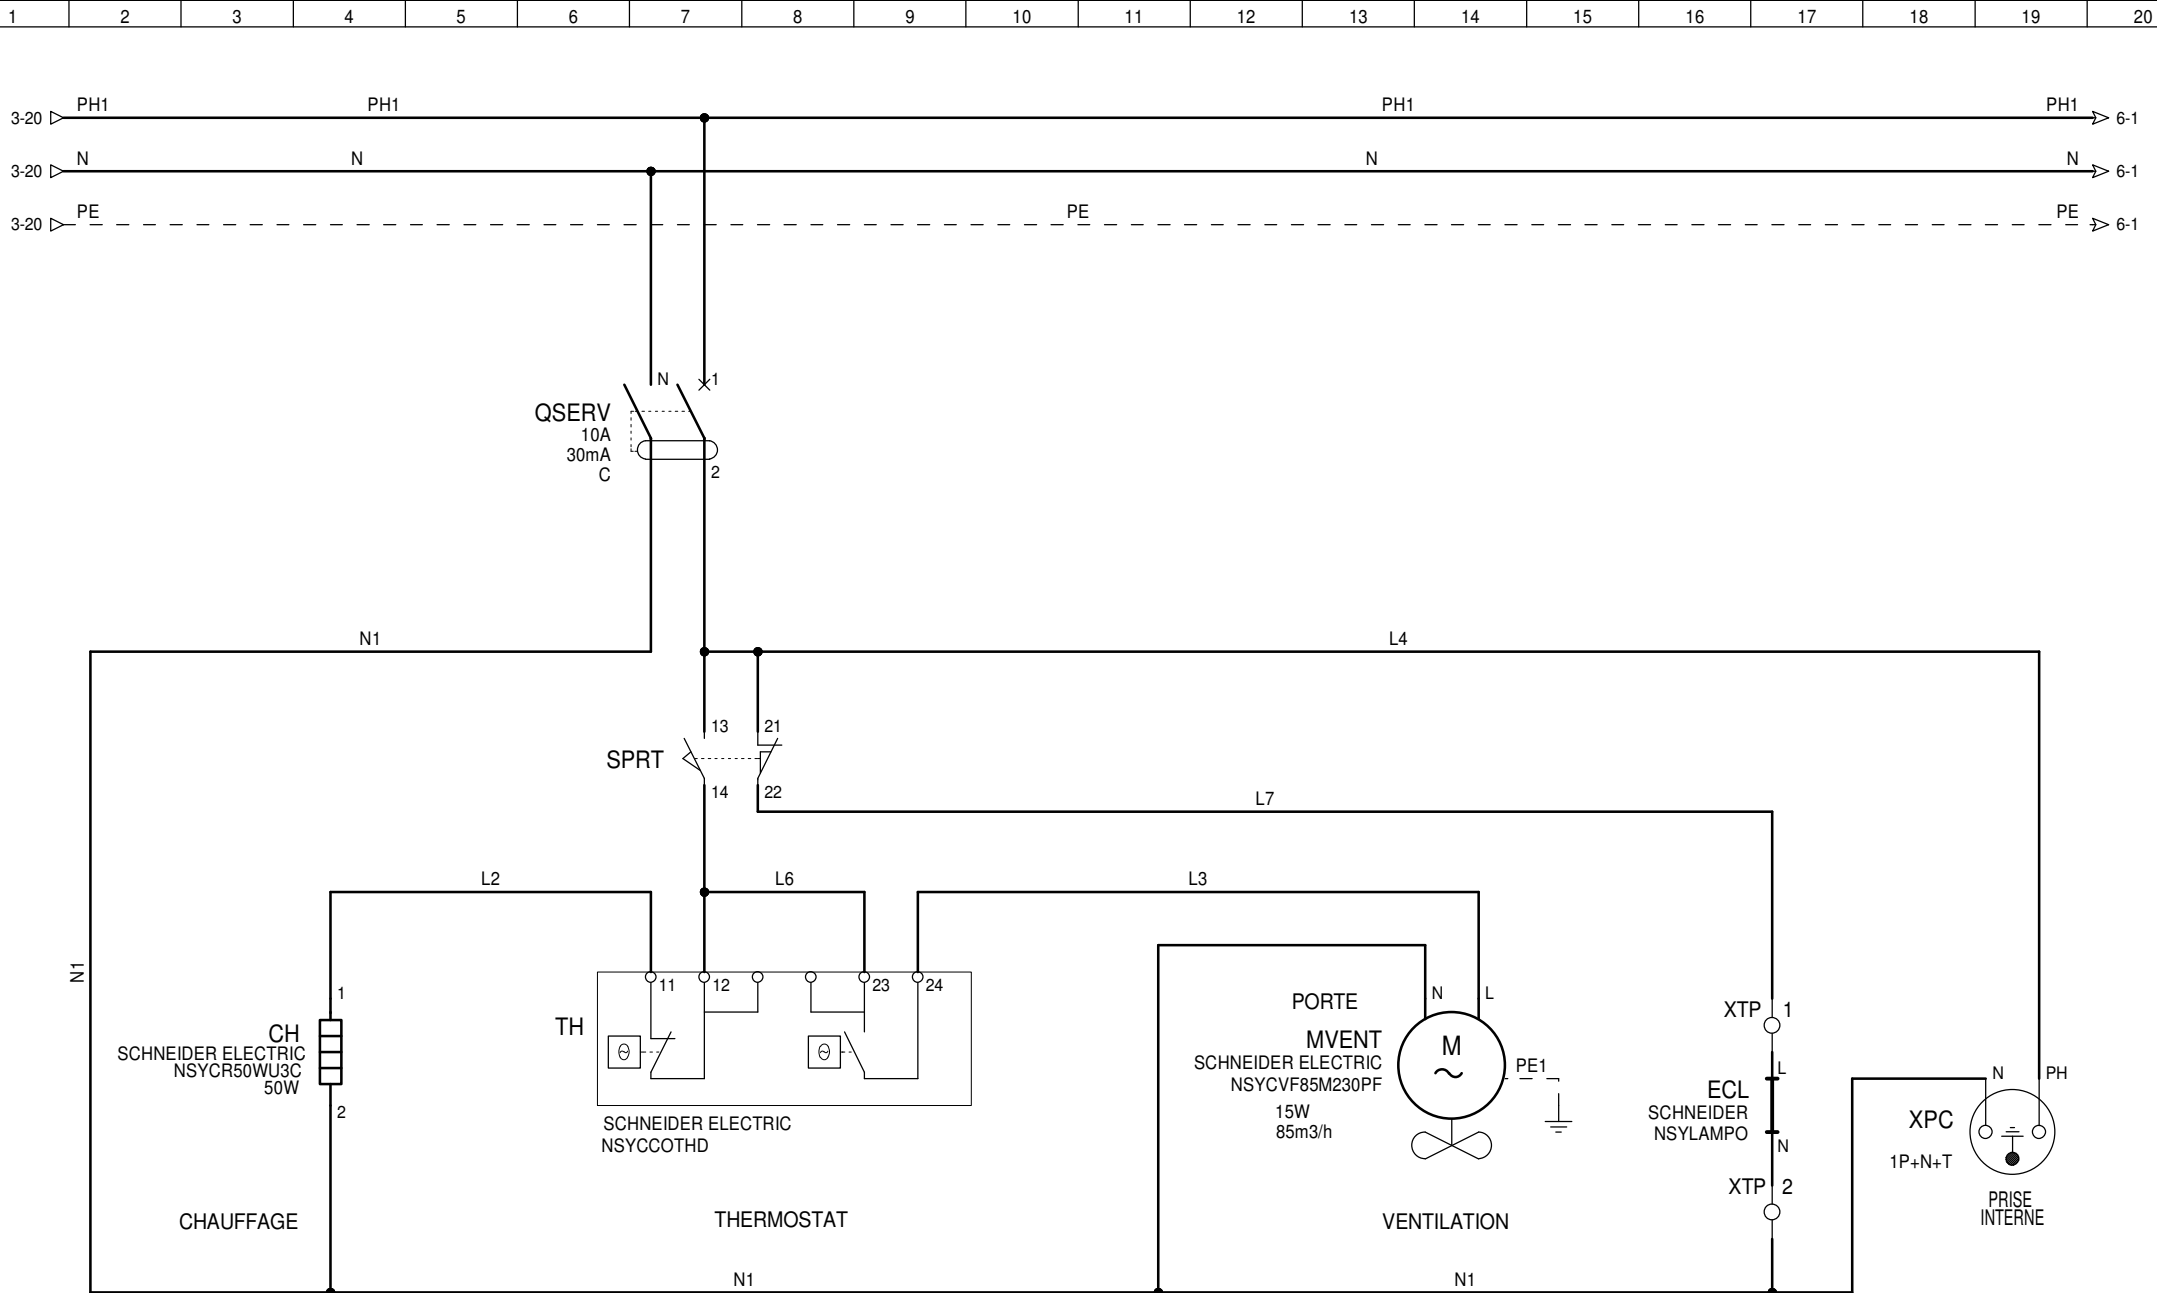 1 2 3 4 5 6 7 8 9 10 11 12 13 14 15 16 17 18 19 20
PH1 PH1 PH1 PH1
3-20 6-1
N N N N
3-20 6-1
PE PE PE
3-20 6-1
N 1
QSERV
10A
30mA
C
2
N1 L4
13 21
SPRT
14 22
L7
L2 L6 L3
N1
11 12 23 24
TH
SCHNEIDER ELECTRIC
NSYCCOTHD
1
CH
SCHNEIDER ELECTRIC
NSYCR50WU3C
50W
2
N L
PORTE
MVENT
SCHNEIDER ELECTRIC
NSYCVF85M230PF
15W
85m3/h
M
PE1
XTP 1
L
ECL
SCHNEIDER
NSYLAMPO
N
XTP 2
N PH
XPC
1P+N+T
PRISE
INTERNE
CHAUFFAGE THERMOSTAT VENTILATION
N1 N1